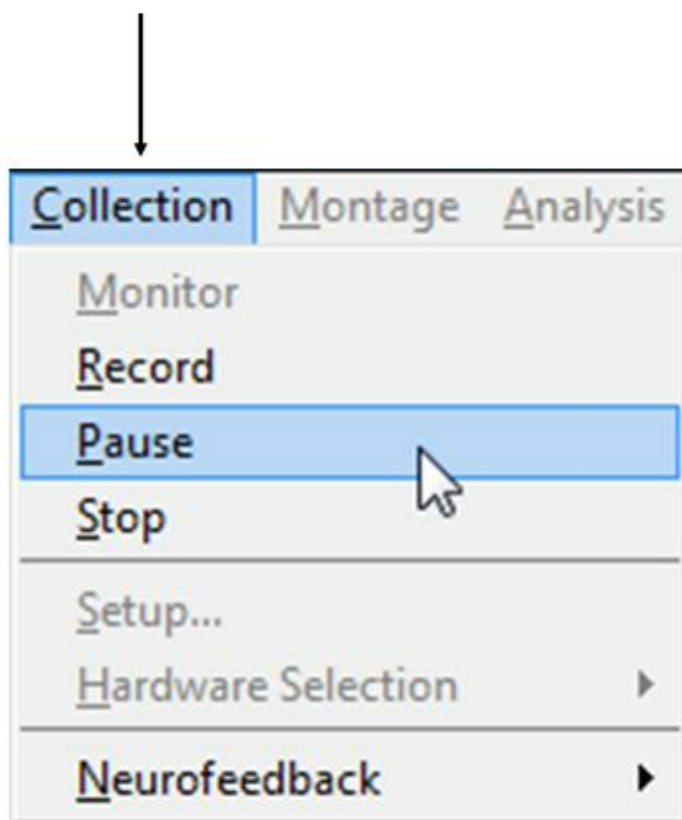 Collection Montage Analysis
Monitor
Record
Pause
Stop
Setup...
Hardware Selection
Neurofeedback